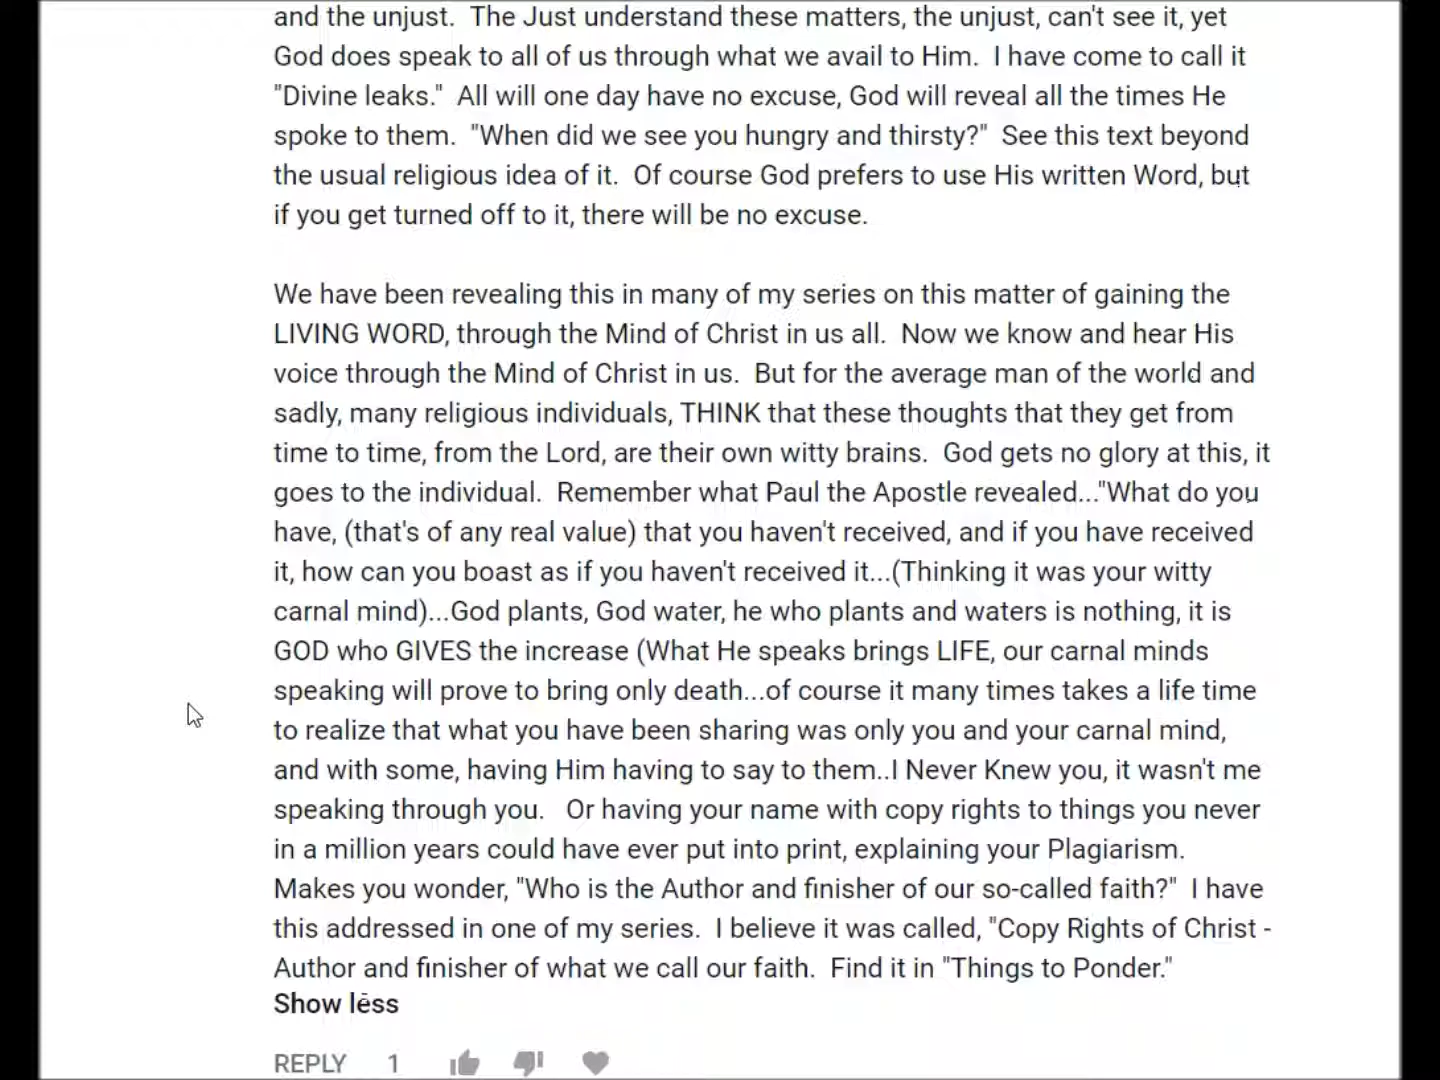 and the unjust.  The Just understand these matters, the unjust, can't see it, yet
God does speak to all of us through what we avail to Him.  I have come to call it
"Divine leaks."  All will one day have no excuse, God will reveal all the times He
spoke to them.  "When did we see you hungry and thirsty?"  See this text beyond
the usual religious idea of it.  Of course God prefers to use His written Word, but
if you get turned off to it, there will be no excuse.
We have been revealing this in many of my series on this matter of gaining the
LIVING WORD, through the Mind of Christ in us all.  Now we know and hear His
voice through the Mind of Christ in us.  But for the average man of the world and
sadly, many religious individuals, THINK that these thoughts that they get from
time to time, from the Lord, are their own witty brains.  God gets no glory at this, it
goes to the individual.  Remember what Paul the Apostle revealed..."What do you
have, (that's of any real value) that you haven't received, and if you have received
it, how can you boast as if you haven't received it...(Thinking it was your witty
carnal mind)...God plants, God water, he who plants and waters is nothing, it is
GOD who GIVES the increase (What He speaks brings LIFE, our carnal minds
speaking will prove to bring only death...of course it many times takes a life time
to realize that what you have been sharing was only you and your carnal mind,
and with some, having Him having to say to them..I Never Knew you, it wasn't me
speaking through you.   Or having your name with copy rights to things you never
in a million years could have ever put into print, explaining your Plagiarism.
Makes you wonder, "Who is the Author and finisher of our so-called faith?"  I have
this addressed in one of my series.  I believe it was called, "Copy Rights of Christ -
Author and finisher of what we call our faith.  Find it in "Things to Ponder."
Show less
REPLY 1